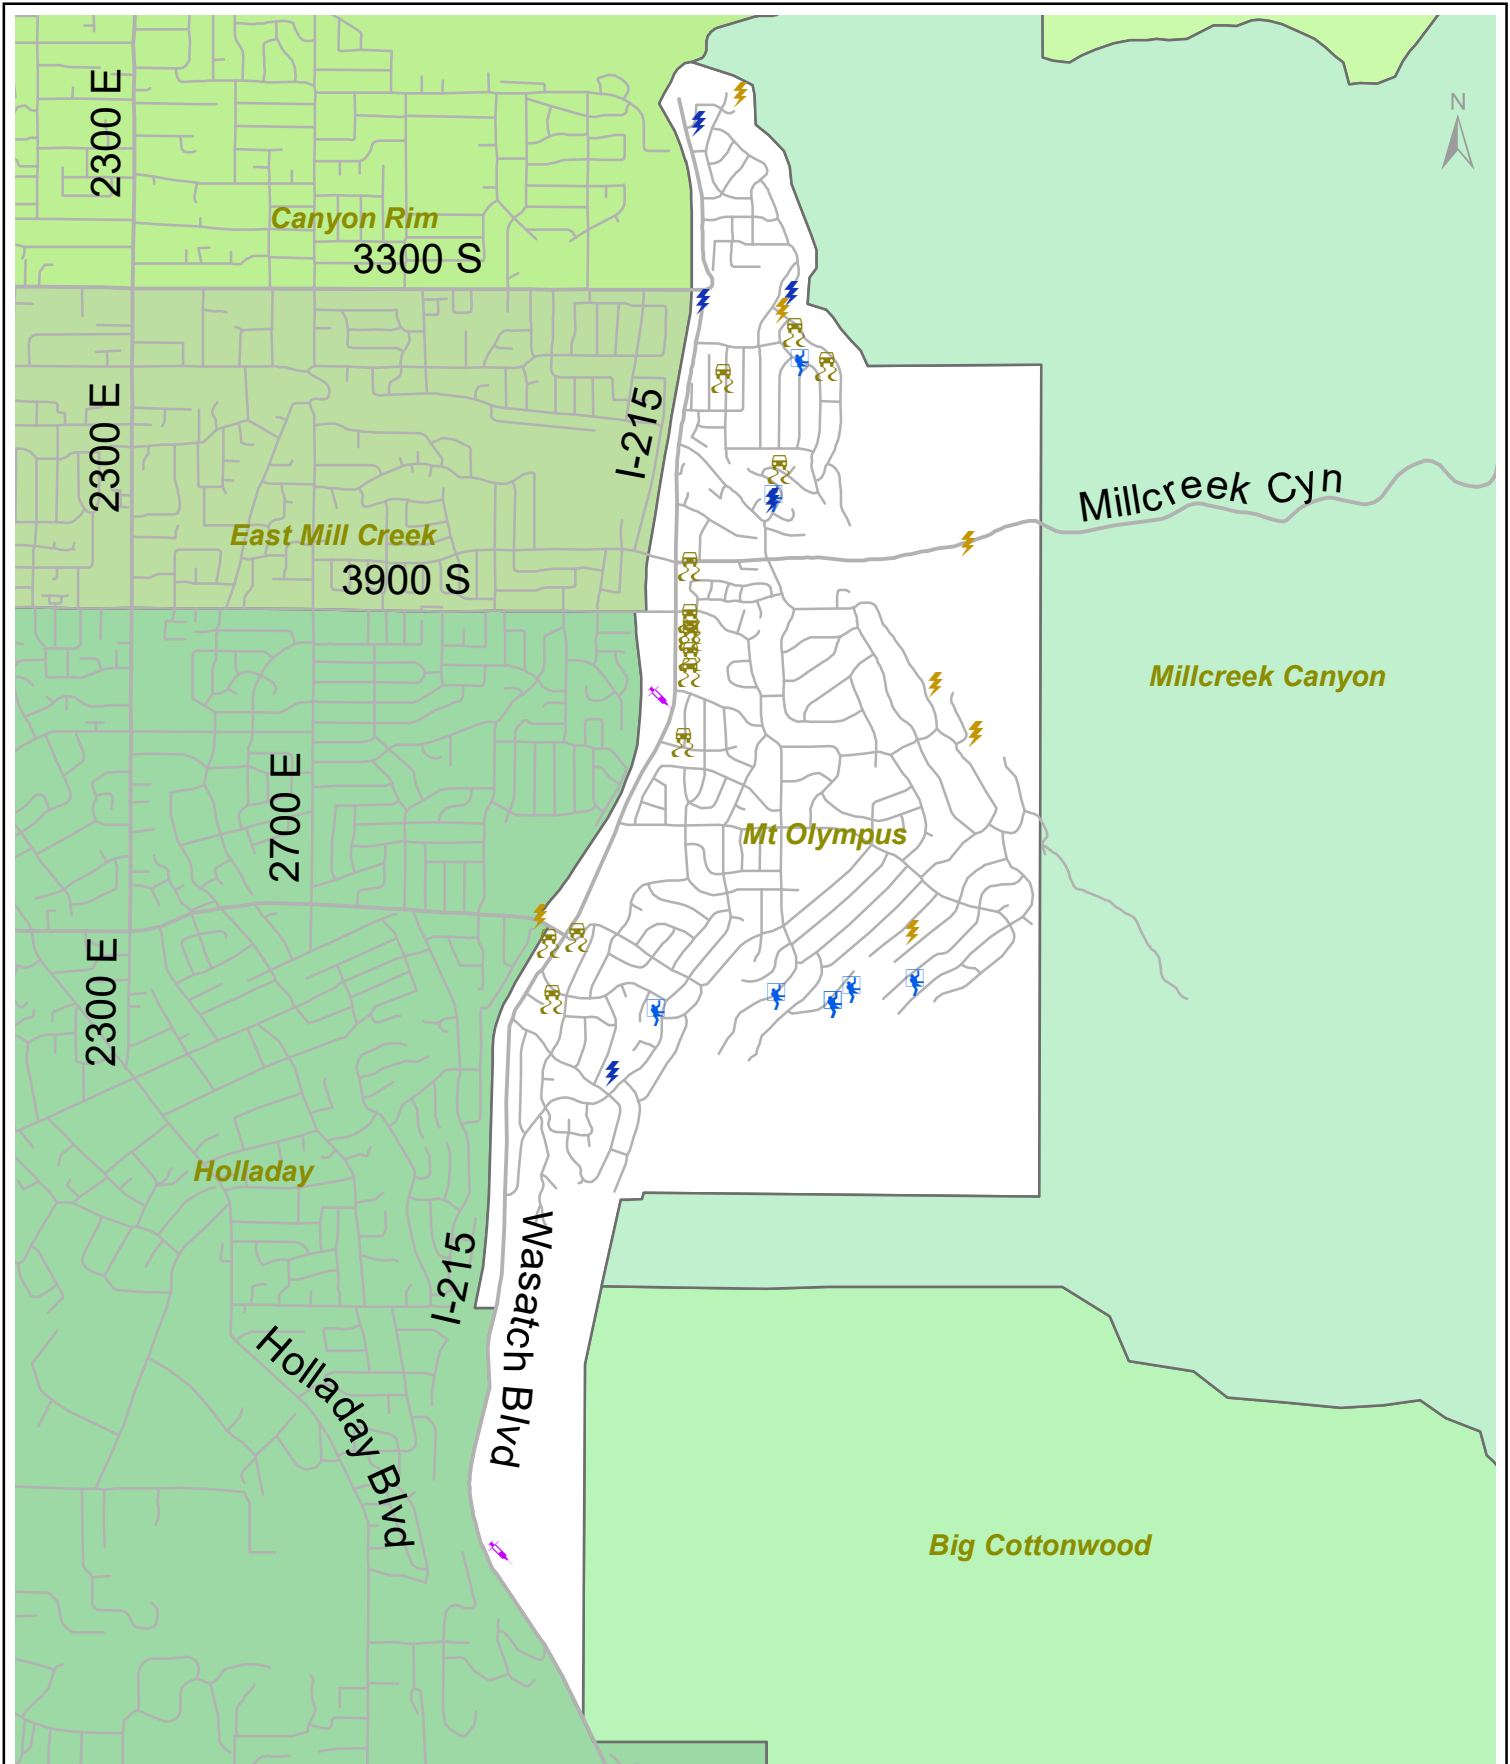 2300 E
N
Canyon Rim
3300 S
I-215
2300 E
Millcreek Cyn
East Mill Creek
3900 S
Millcreek Canyon
2700 E
Mt Olympus
2300 E
Holladay
I-215
Wasatch Blvd
Holladay Blvd
Big Cottonwood